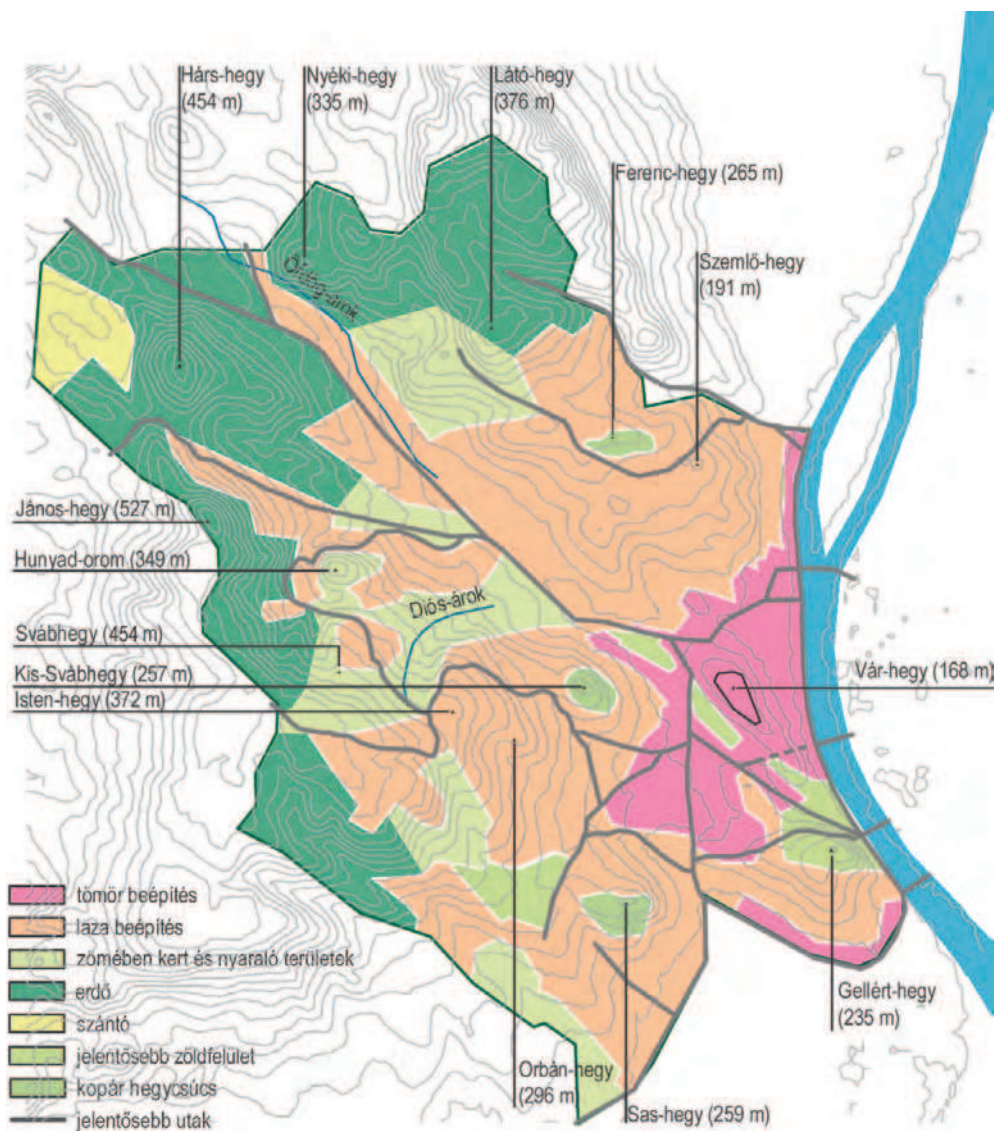 Hárs-hegy
(454 m)
Nyéki-hegy
(335 m)
Látó-hegy
(376 m)
Ferenc-hegy (265 m)
Szemlő-hegy
(191 m)
Ördög-árok
János-hegy (527 m)
Hunyad-orom (349 m)
Diós-árok
Svábhegy (454 m)
Kis-Svábhegy (257 m)
Isten-hegy (372 m)
Vár-hegy (168 m)
tömör beépítés
laza beépítés
zömében kert és nyaraló területek
erdő
szántó
jelentősebb zöldfelület
kopár hegycsúcs
jelentősebb utak
Gellért-hegy
(235 m)
Orbán-hegy
(296 m)
Sas-hegy (259 m)